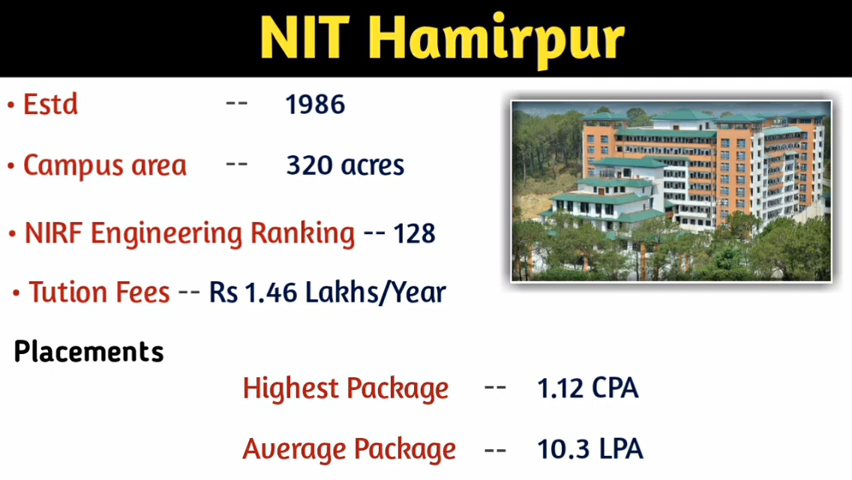 NIT Hamirpur
• Estd -- 1986
• Campus area -- 320 acres
• NIRF Engineering Ranking -- 128
• Tution Fees -- Rs 1.46 Lakhs/Year
Placements
Highest Package -- 1.12 CPA
Average Package -- 10.3 LPA